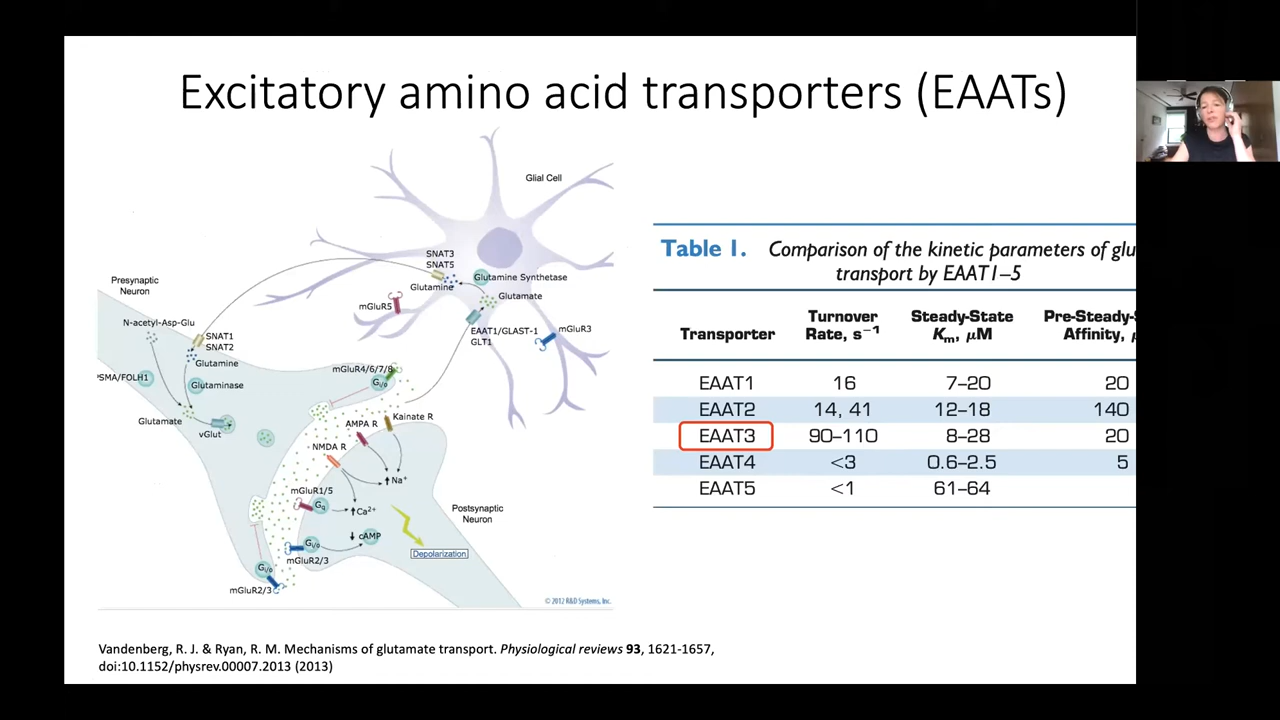 Excitatory amino acid transporters (EAATs)
Glial Cell
SNAT3
SNAT5
Glutamine Synthetase
Glutamine
Glutamate
mGluR5
EAAT1/GLAST-1
GLT1
mGluR3
Presynaptic
Neuron
N-acetyl-Asp-Glu
SNAT1
SNAT2
Glutamine
PSMA/FOLH1
Glutaminase
Glutamate
vGlut
mGluR4/6/7/8
Gi/o
Kainate R
AMPA R
NMDA R
Na+
mGluR1/5
Gq
Ca2+
cAMP
Gi/o
mGluR2/3
Gi/o
mGluR2/3
Postsynaptic
Neuron
Depolarization
© 2012 R&D Systems, Inc.
Table 1. Comparison of the kinetic parameters of glu
transport by EAAT1–5
Turnover Steady-State Pre-Steady-S
Transporter Rate, s−1 Km, μM Affinity, μ
EAAT1 16 7–20 20
EAAT2 14, 41 12–18 140
EAAT3 90–110 8–28 20
EAAT4 <3 0.6–2.5 5
EAAT5 <1 61–64
Vandenberg, R. J. & Ryan, R. M. Mechanisms of glutamate transport. Physiological reviews 93, 1621-1657,
doi:10.1152/physrev.00007.2013 (2013)